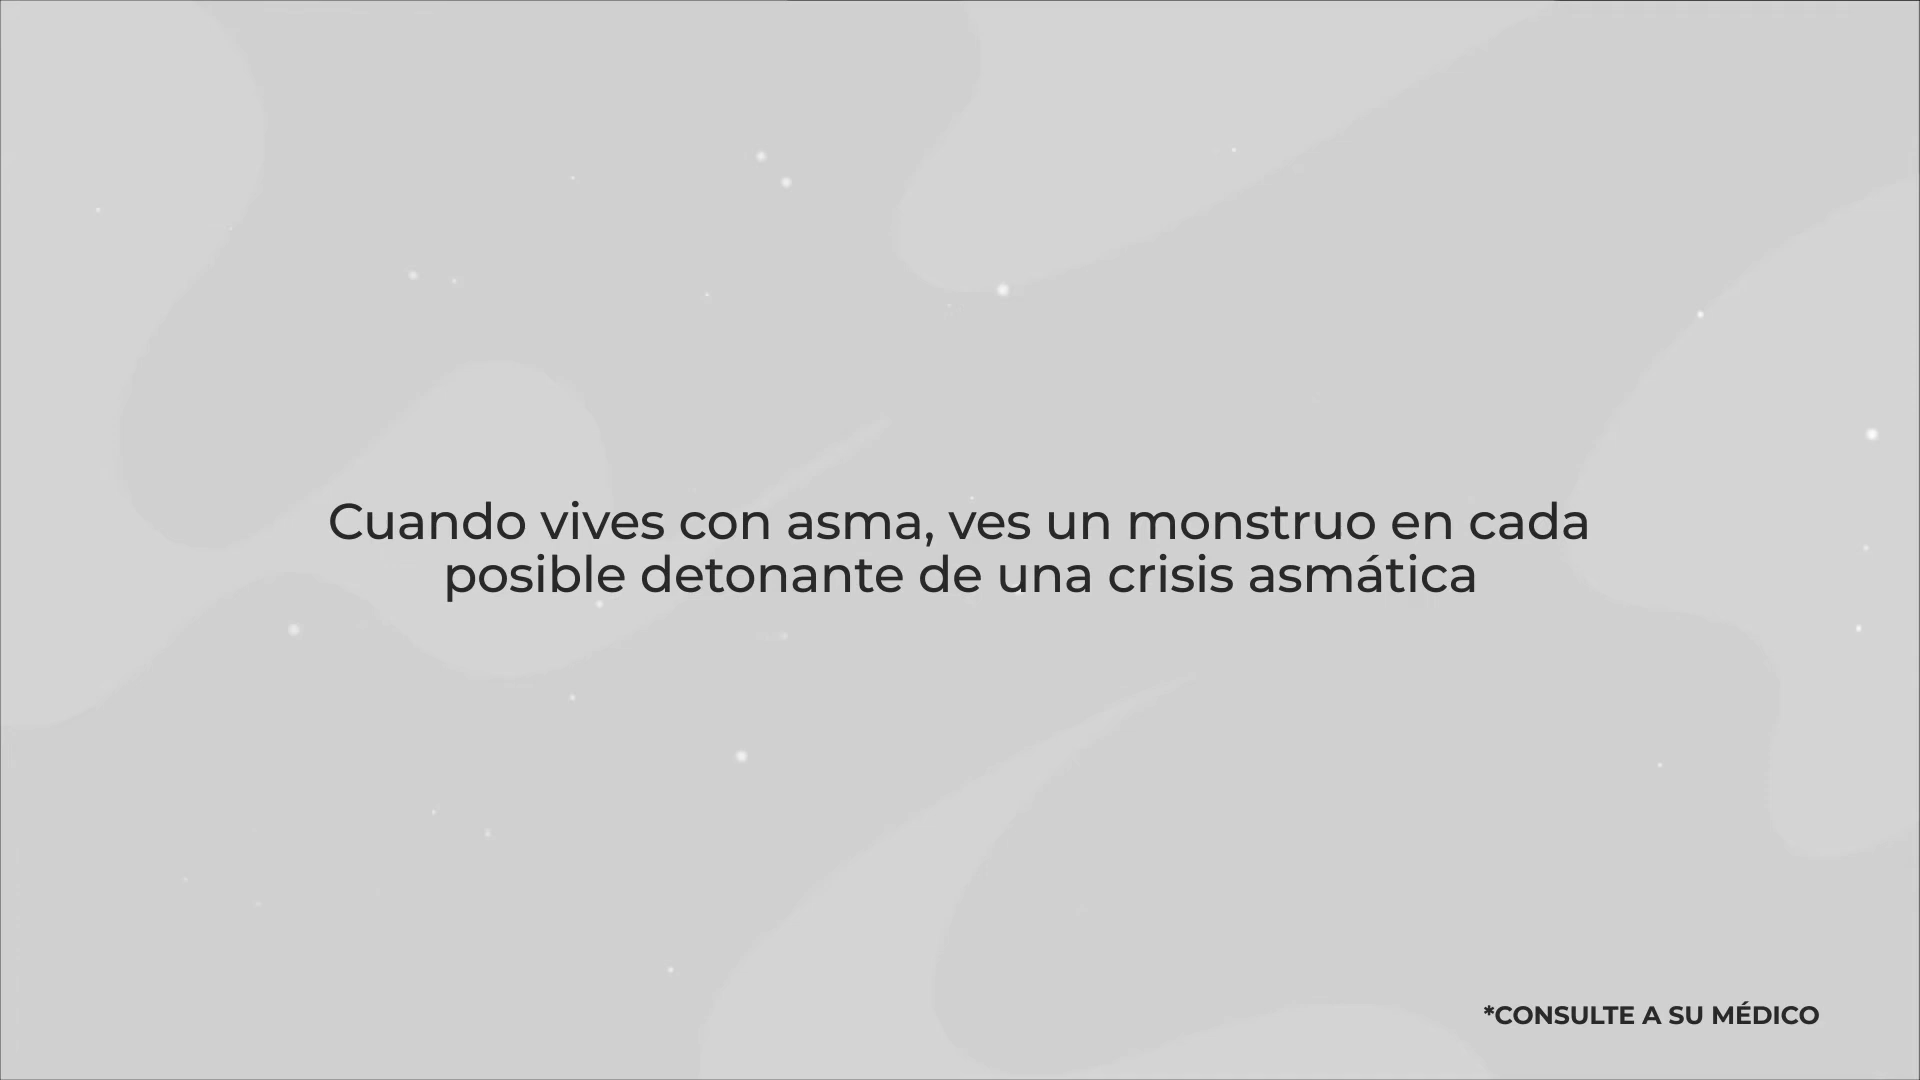 Cuando vives con asma, ves un monstruo en cada
posible detonante de una crisis asmática
*CONSULTE A SU MÉDICO